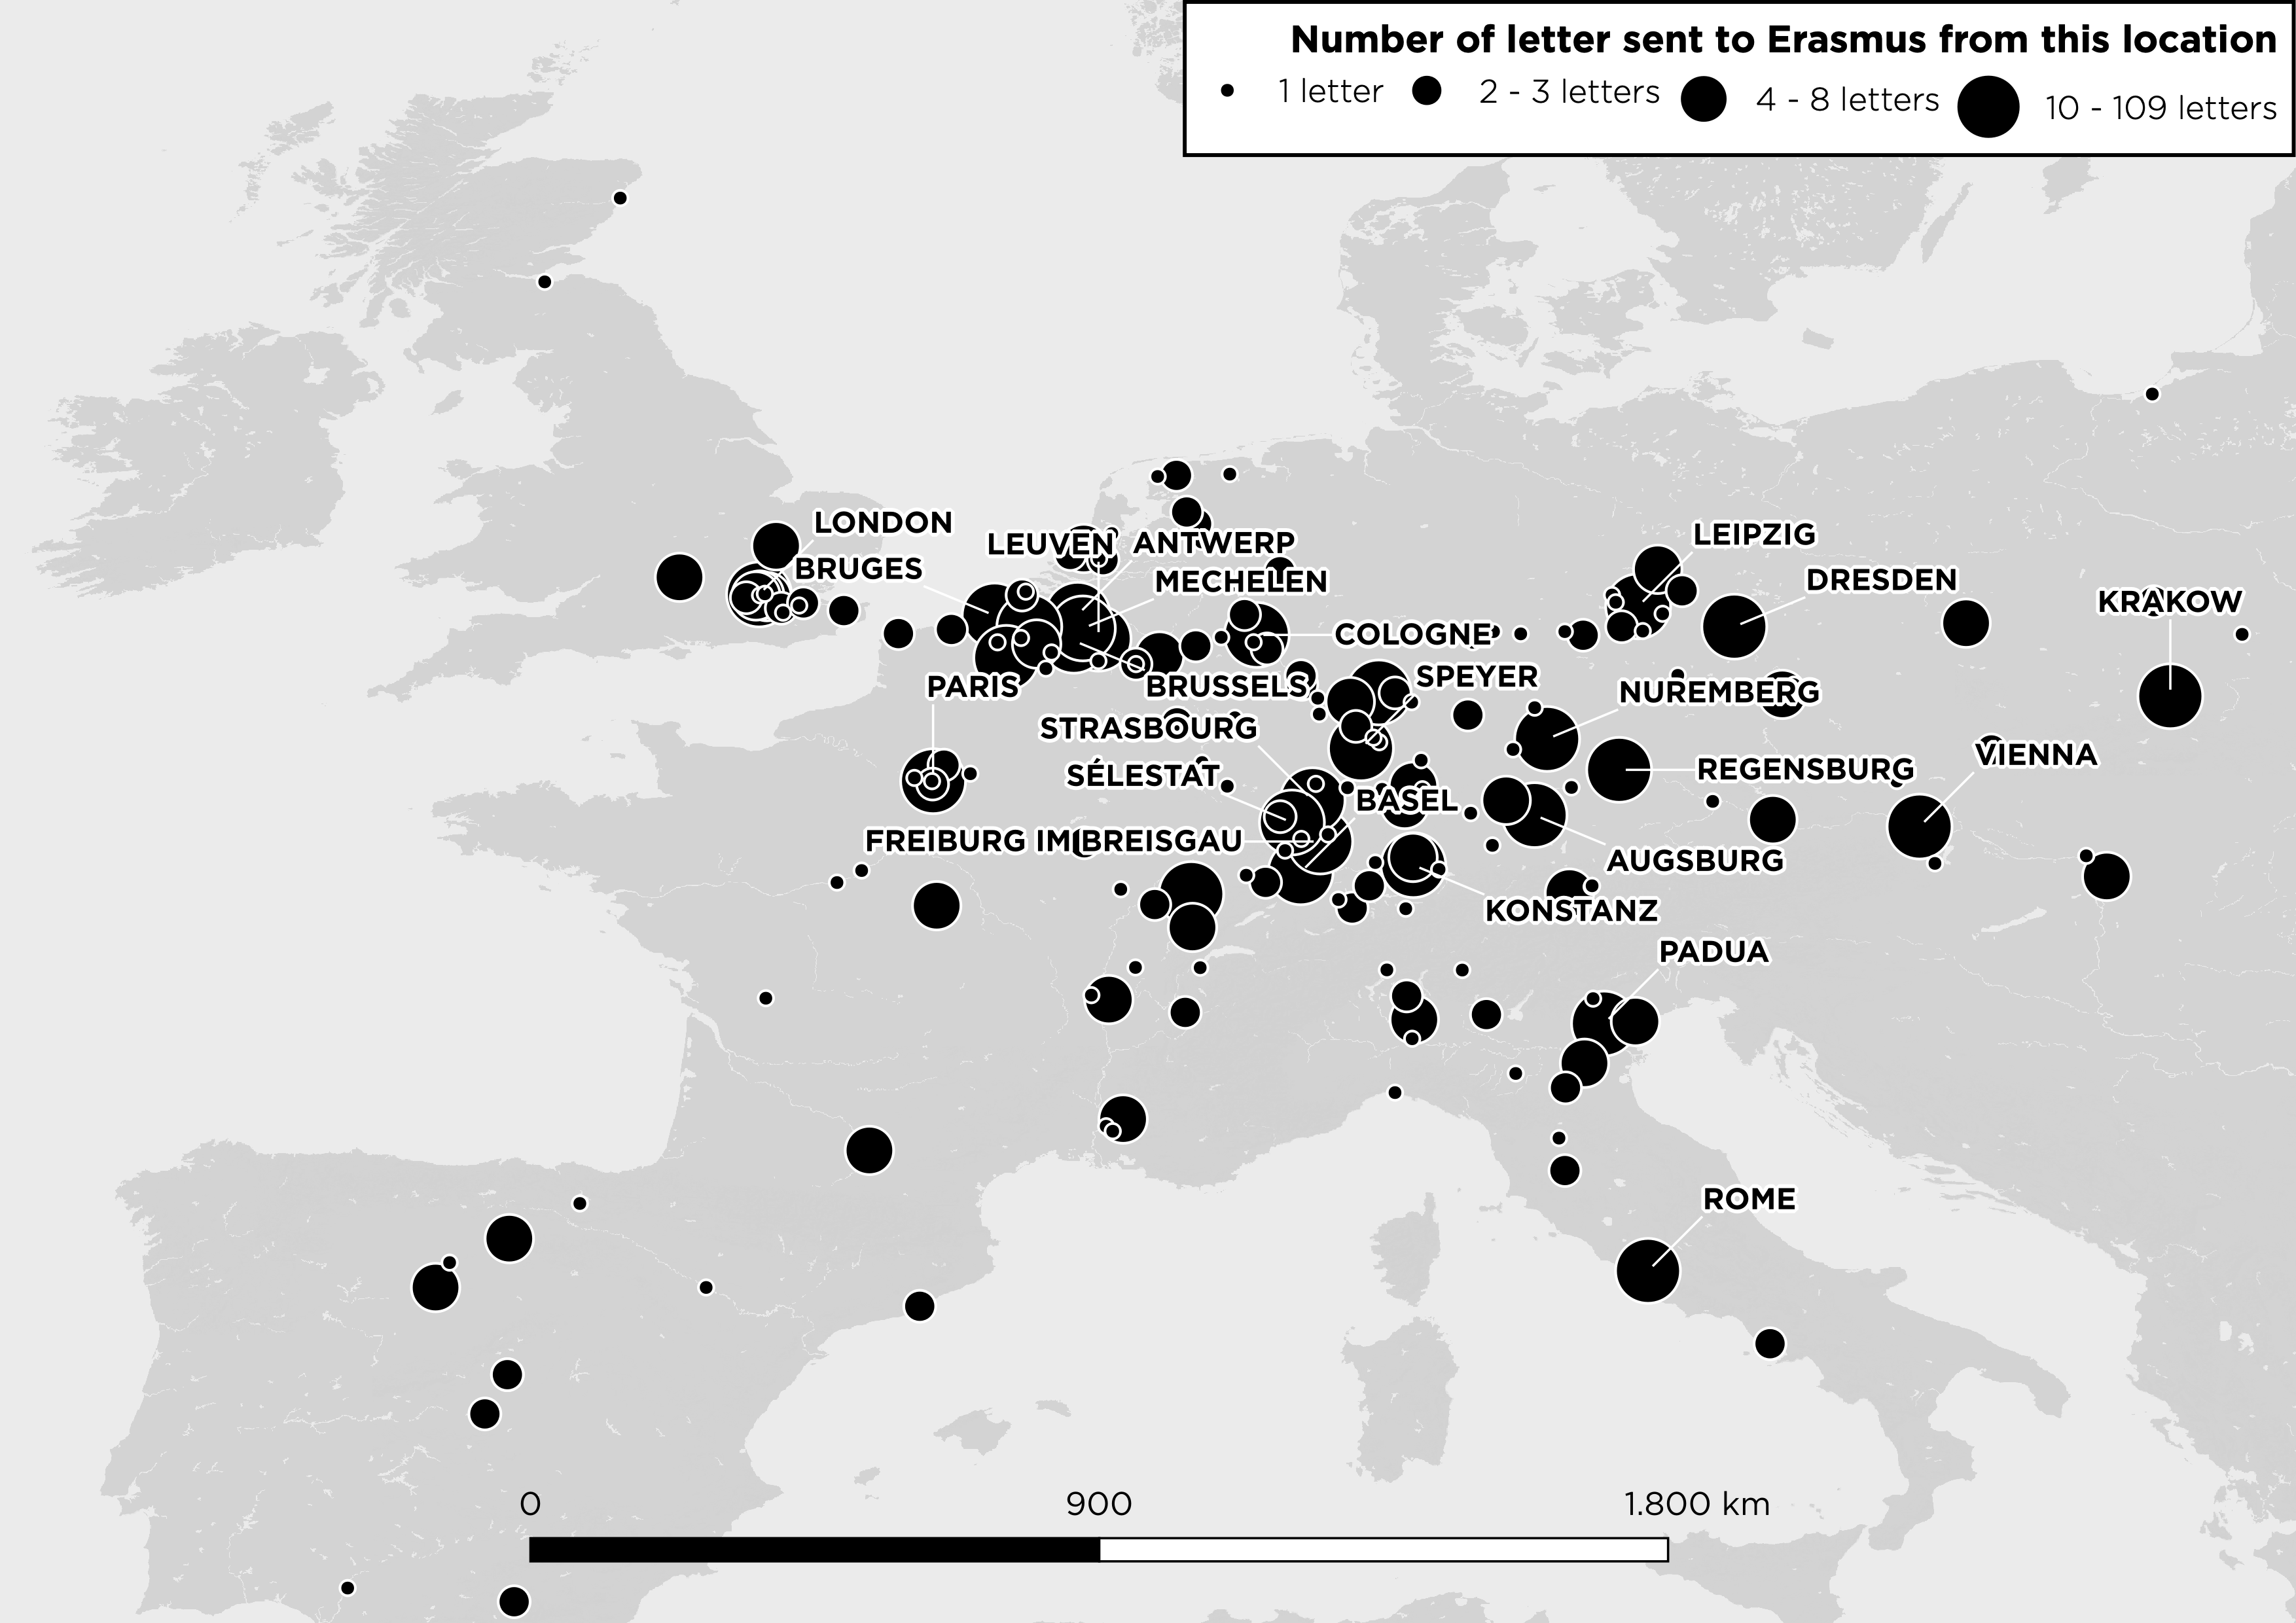 Number of letter sent to Erasmus from this location
1 letter
2 - 3 letters
4 - 8 letters
10 - 109 letters
LONDON
LEUVEN
ANTWERP
LEIPZIG
BRUGES
MECHELEN
DRESDEN
KRAKOW
COLOGNE
PARIS
BRUSSELS
SPEYER
NUREMBERG
STRASBOURG
VIENNA
SÉLESTAT
REGENSBURG
BASEL
FREIBURG IM BREISGAU
AUGSBURG
KONSTANZ
PADUA
ROME
0
900
1.800 km